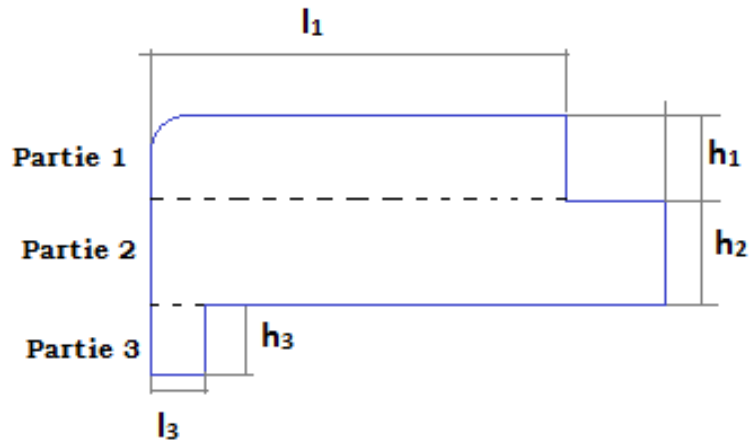 l₁
Partie 1
h₁
Partie 2
h₂
Partie 3
h₃
l₃